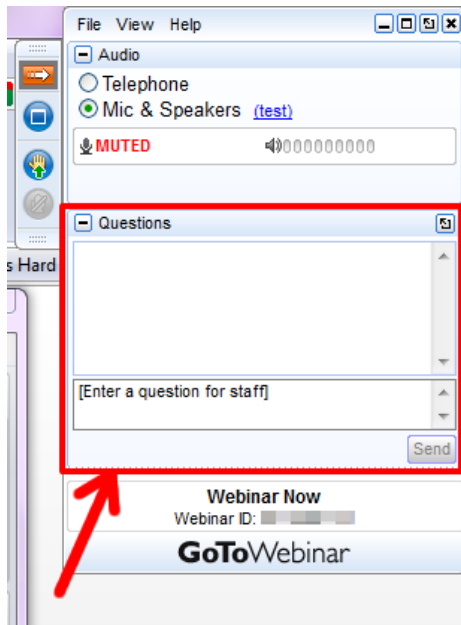 File View Help
Audio
Telephone
Mic & Speakers (test)
MUTED 000000000
Questions
s Hard
[Enter a question for staff]
Send
Webinar Now
Webinar ID:
GoToWebinar